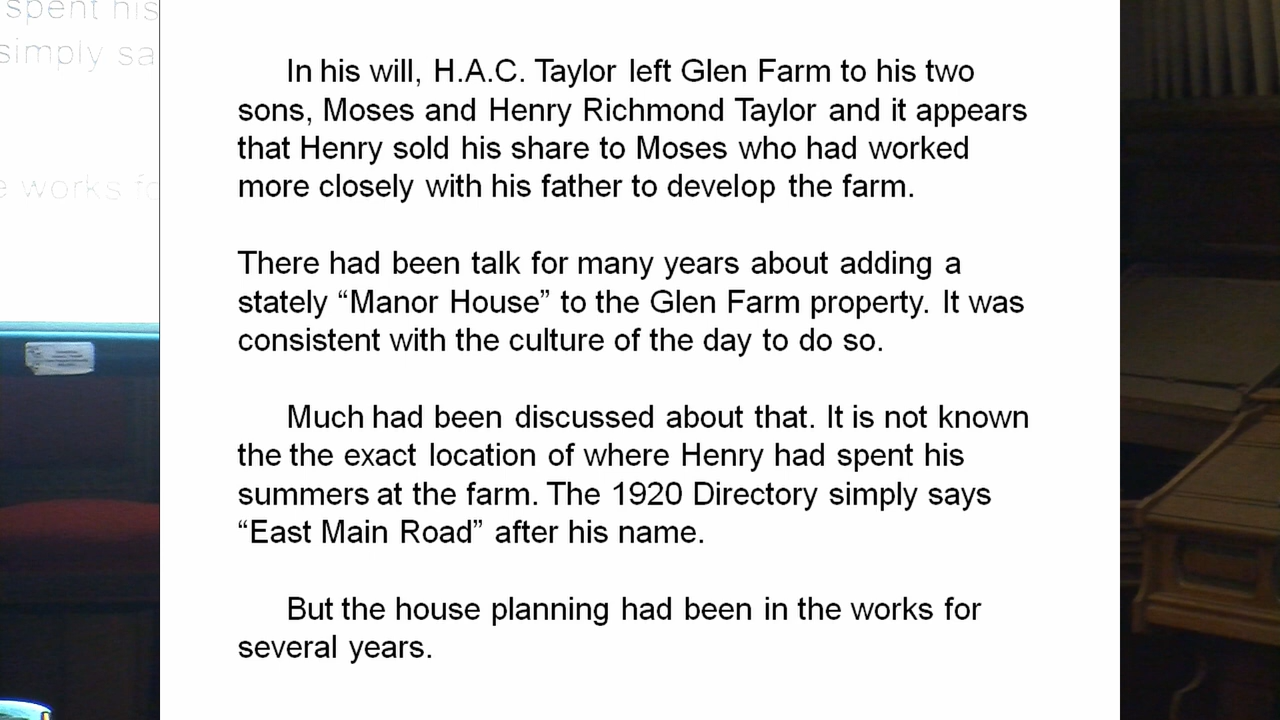 spent his
simply sa
e works fo
In his will, H.A.C. Taylor left Glen Farm to his two
sons, Moses and Henry Richmond Taylor and it appears
that Henry sold his share to Moses who had worked
more closely with his father to develop the farm.
There had been talk for many years about adding a
stately “Manor House” to the Glen Farm property. It was
consistent with the culture of the day to do so.
Much had been discussed about that. It is not known
the the exact location of where Henry had spent his
summers at the farm. The 1920 Directory simply says
“East Main Road” after his name.
But the house planning had been in the works for
several years.